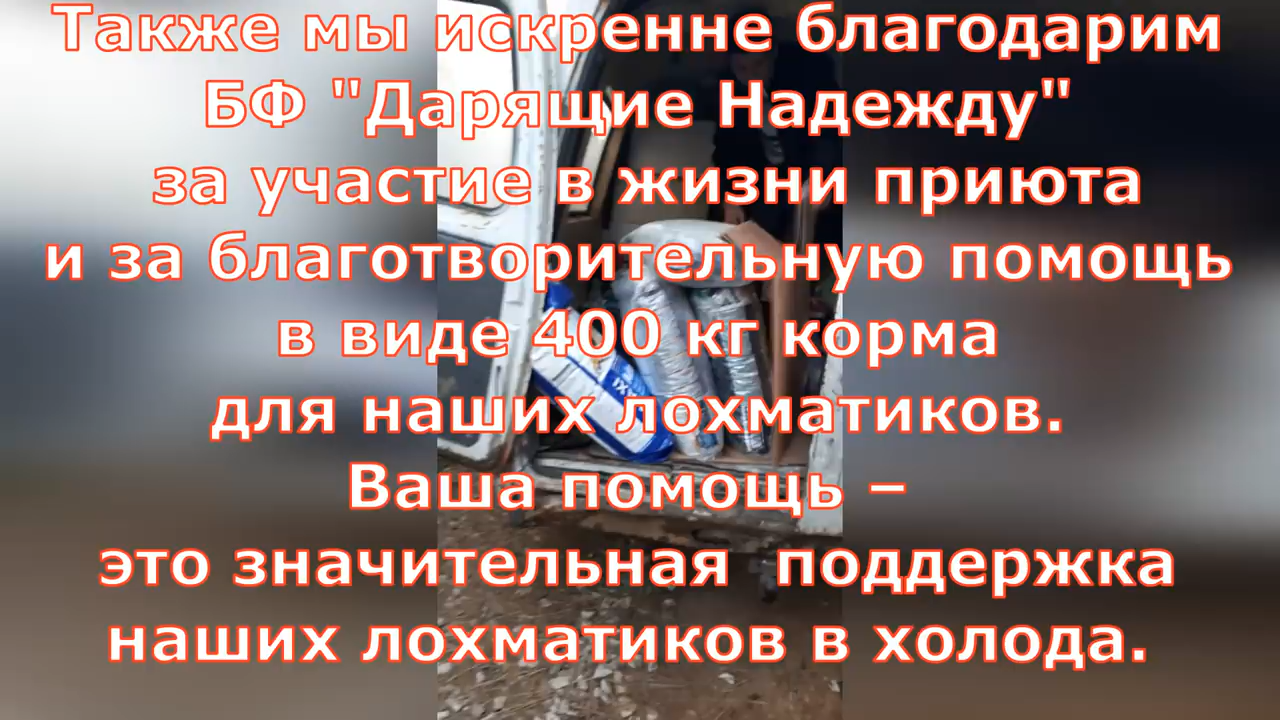 Также мы искренне благодарим
БФ "Дарящие Надежду"
за участие в жизни приюта
и за благотворительную помощь
в виде 400 кг корма
для наших лохматиков.
Ваша помощь –
это значительная  поддержка
наших лохматиков в холода.